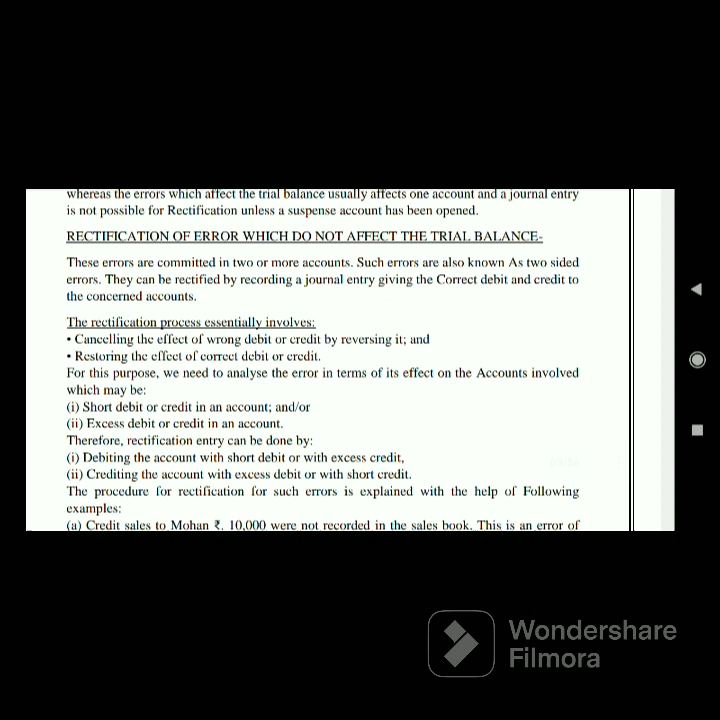 whereas the errors which affect the trial balance usually affects one account and a journal entry
is not possible for Rectification unless a suspense account has been opened.
RECTIFICATION OF ERROR WHICH DO NOT AFFECT THE TRIAL BALANCE-
These errors are committed in two or more accounts. Such errors are also known As two sided
errors. They can be rectified by recording a journal entry giving the Correct debit and credit to
the concerned accounts.
The rectification process essentially involves:
• Cancelling the effect of wrong debit or credit by reversing it; and
• Restoring the effect of correct debit or credit.
For this purpose, we need to analyse the error in terms of its effect on the Accounts involved
which may be:
(i) Short debit or credit in an account; and/or
(ii) Excess debit or credit in an account.
Therefore, rectification entry can be done by:
(i) Debiting the account with short debit or with excess credit,
(ii) Crediting the account with excess debit or with short credit.
The procedure for rectification for such errors is explained with the help of Following
examples:
(a) Credit sales to Mohan ₹. 10,000 were not recorded in the sales book. This is an error of
Wondershare
Filmora